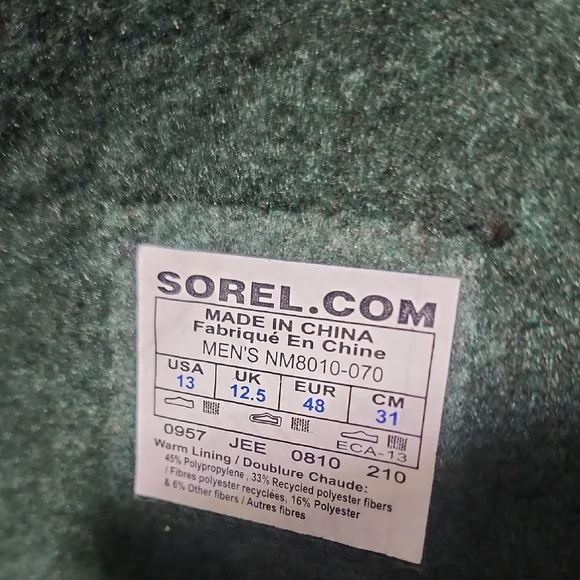 SOREL.COM
MADE IN CHINA
Fabriqué En Chine
MEN'S NM8010-070
USA UK EUR CM
13 12.5 48 31
ECA-13
0957 JEE 0810 210
Warm Lining / Doublure Chaude:
45% Polypropylene, 33% Recycled polyester fibers
/ Fibres polyester recyclées, 16% Polyester
& 6% Other fibers / Autres fibres